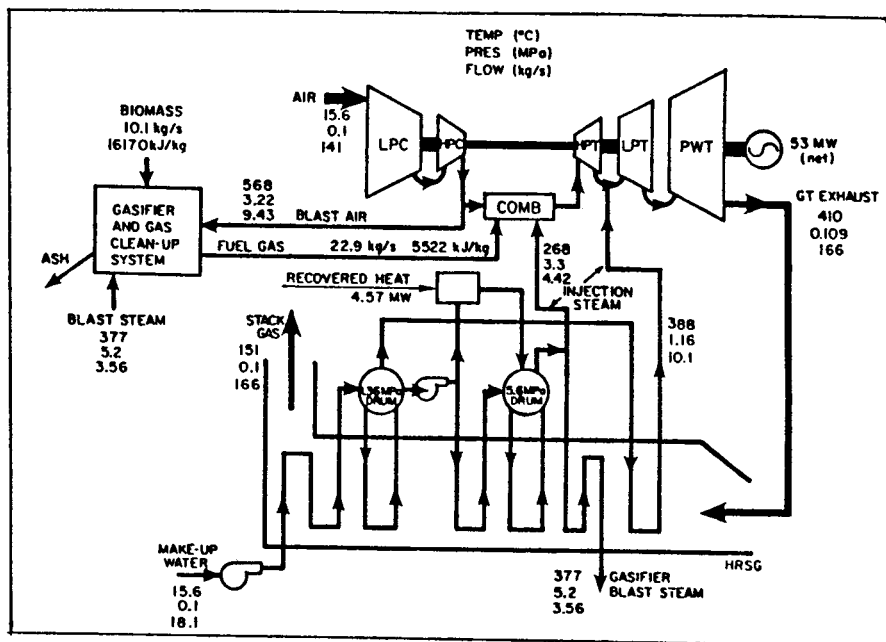 TEMP (°C)
PRES (MPa)
FLOW (kg/s)
AIR
15.6
0.1
141
LPC
HPC
HPT
LPT
PWT
53 MW
(net)
BIOMASS
10.1 kg/s
16170 kJ/kg
568
3.22
9.43
BLAST AIR
COMB
GT EXHAUST
410
0.109
166
GASIFIER
AND GAS
CLEAN-UP
SYSTEM
FUEL GAS 22.9 kg/s 5522 kJ/kg
ASH
268
3.3
4.42
RECOVERED HEAT
4.57 MW
INJECTION
STEAM
BLAST STEAM
377
5.2
3.56
STACK
GAS
151
0.1
166
388
1.16
10.1
1.36MPa
DRUM
5.6MPa
DRUM
MAKE-UP
WATER
15.6
0.1
18.1
HRSG
377
5.2
3.56
GASIFIER
BLAST STEAM